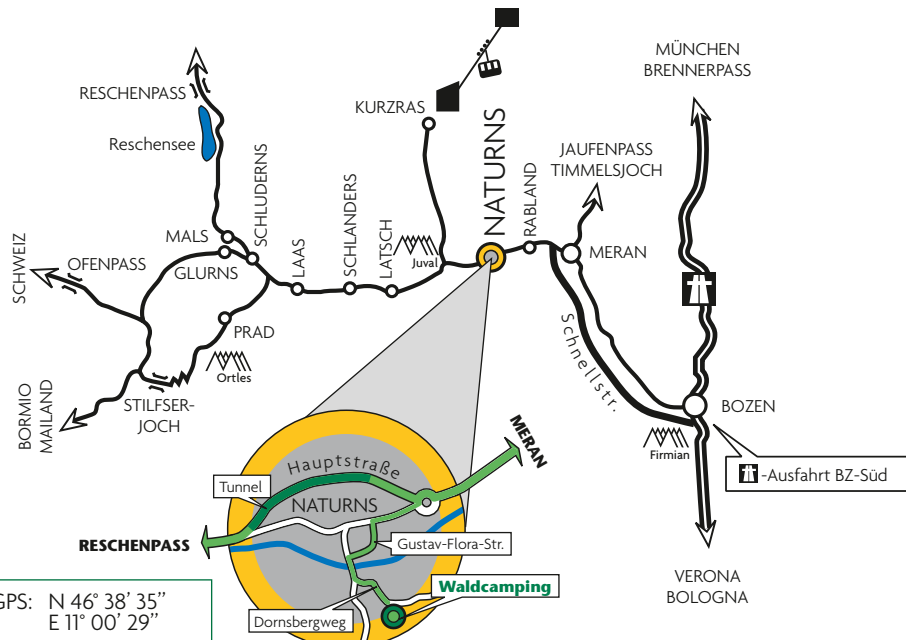 MÜNCHEN
BRENNERPASS
RESCHENPASS
Reschensee
KURZRAS
NATURNS
RABLAND
JAUFENPASS
TIMMELSJOCH
SCHLUDERNS
MALS
GLURNS
LAAS
SCHLANDERS
LATSCH
Juval
MERAN
SCHWEIZ
OFENPASS
PRAD
Ortles
Schnellstr.
STILFSER-
JOCH
BORMIO
MAILAND
BOZEN
Firmian
-Ausfahrt BZ-Süd
Hauptstraße
MERAN
Tunnel
NATURNS
RESCHENPASS
Gustav-Flora-Str.
Waldcamping
Dornsbergweg
VERONA
BOLOGNA
GPS: N 46° 38’ 35”
E 11° 00’ 29”